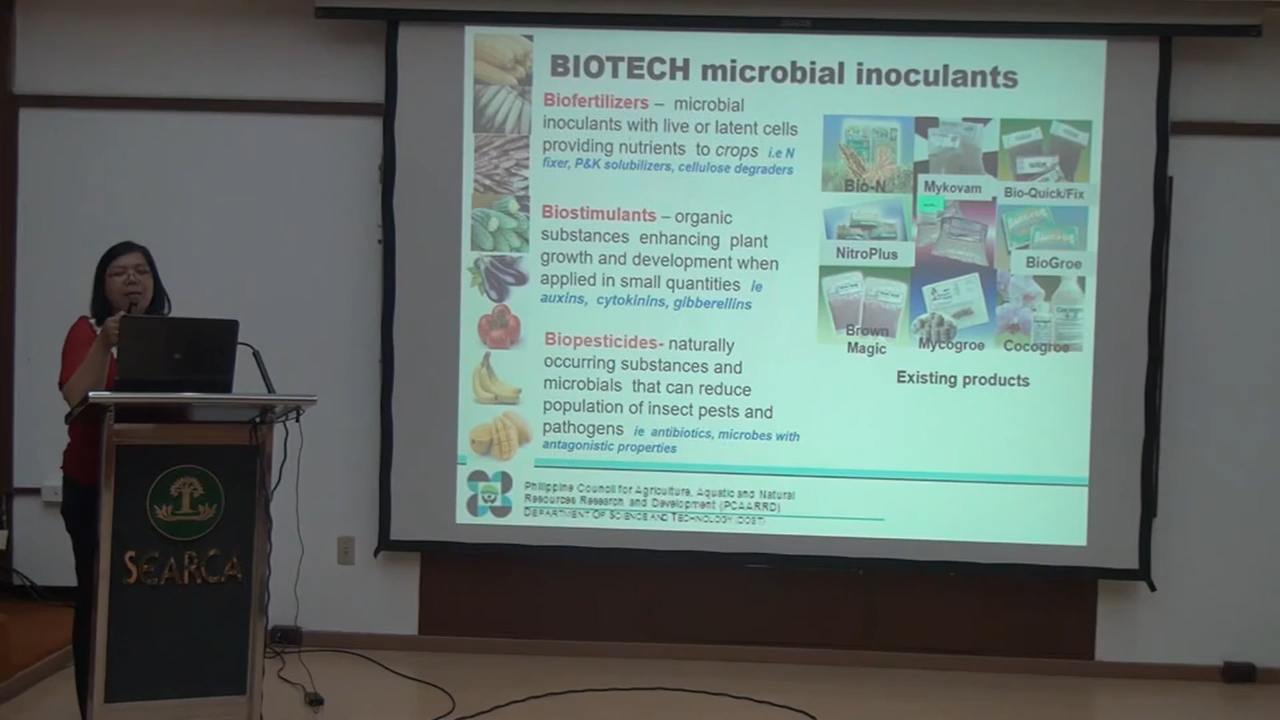 BIOTECH microbial inoculants
Biofertilizers – microbial
inoculants with live or latent cells
providing nutrients to crops i.e N
fixer, P&K solubilizers, cellulose degraders
Biostimulants – organic
substances enhancing plant
growth and development when
applied in small quantities ie
auxins, cytokinins, gibberellins
Biopesticides- naturally
occurring substances and
microbials that can reduce
population of insect pests and
pathogens ie antibiotics, microbes with
antagonistic properties
Bio-N
Mykovam
Bio-Quick/Fix
NitroPlus
BioGroe
Brown
Magic
Mycogroe
Cocogroe
Existing products
Philippine Council for Agriculture, Aquatic and Natural
Resources Research and Development (PCAARRD)
DEPARTMENT OF SCIENCE AND TECHNOLOGY (DOST)
SEARCA